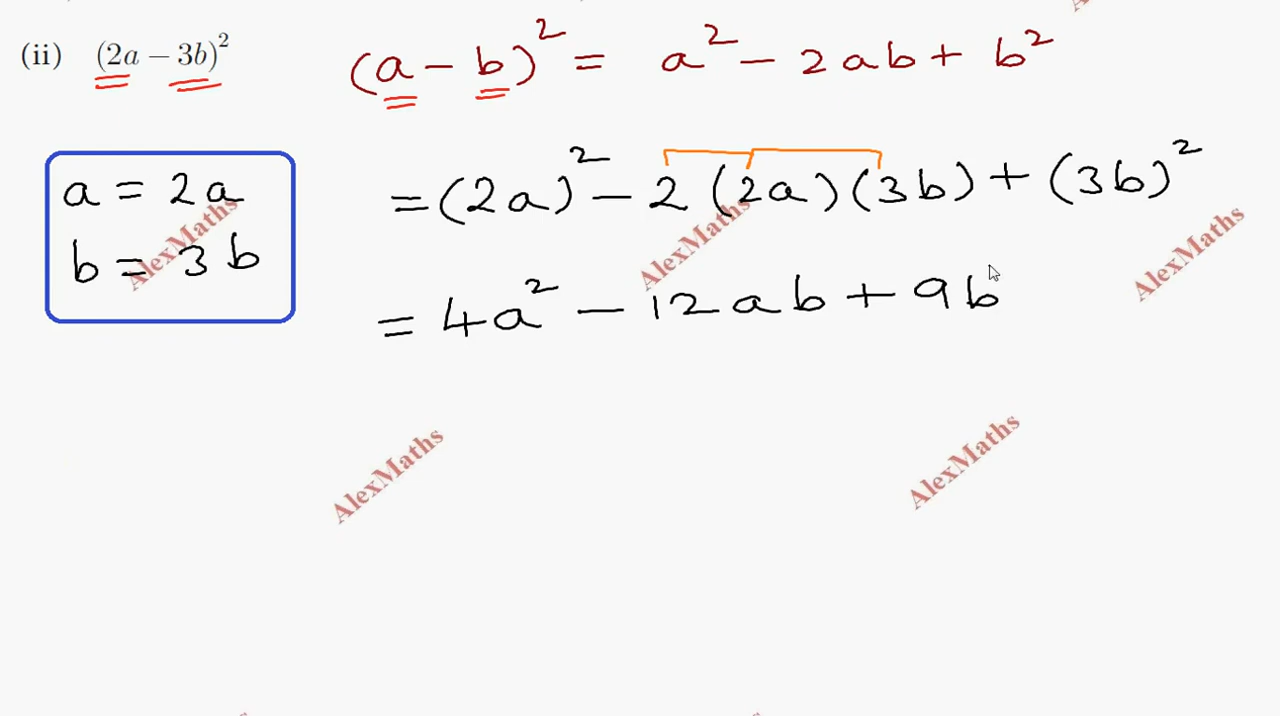 (ii) (2a − 3b)² (a − b)² = a² − 2ab + b²
a = 2a
b = 3b
= (2a)² − 2 (2a) (3b) + (3b)²
= 4a² − 12ab + 9b
AlexMaths
AlexMaths
AlexMaths
AlexMaths
AlexMaths